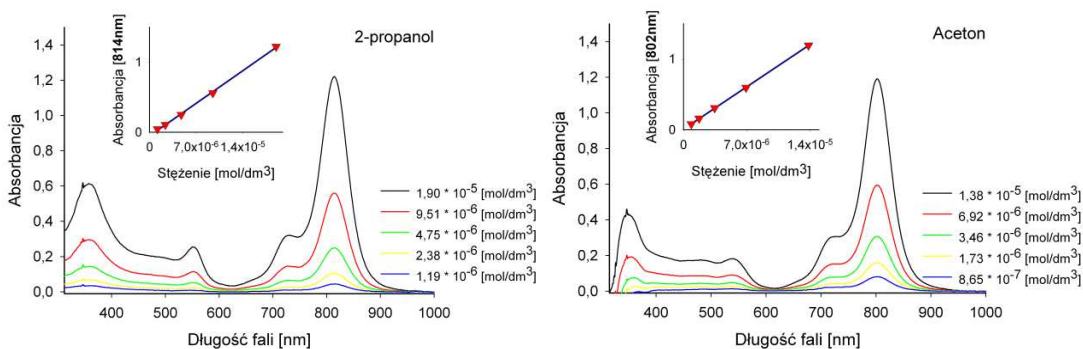 2-propanol
Absorbancja
1,4
1,2
1,0
0,8
0,6
0,4
0,2
0,0
400 500 600 700 800 900 1000
Długość fali [nm]
Absorbancja [814nm]
1
0
0 7,0x10-6 1,4x10-5
Stężenie [mol/dm3]
1,90 * 10-5 [mol/dm3]
9,51 * 10-6 [mol/dm3]
4,75 * 10-6 [mol/dm3]
2,38 * 10-6 [mol/dm3]
1,19 * 10-6 [mol/dm3]
Aceton
Absorbancja
1,4
1,2
1,0
0,8
0,6
0,4
0,2
0,0
400 500 600 700 800 900 1000
Długość fali [nm]
Absorbancja [802nm]
1
0
0 7,0x10-6 1,4x10-5
Stężenie [mol/dm3]
1,38 * 10-5 [mol/dm3]
6,92 * 10-6 [mol/dm3]
3,46 * 10-6 [mol/dm3]
1,73 * 10-6 [mol/dm3]
8,65 * 10-7 [mol/dm3]